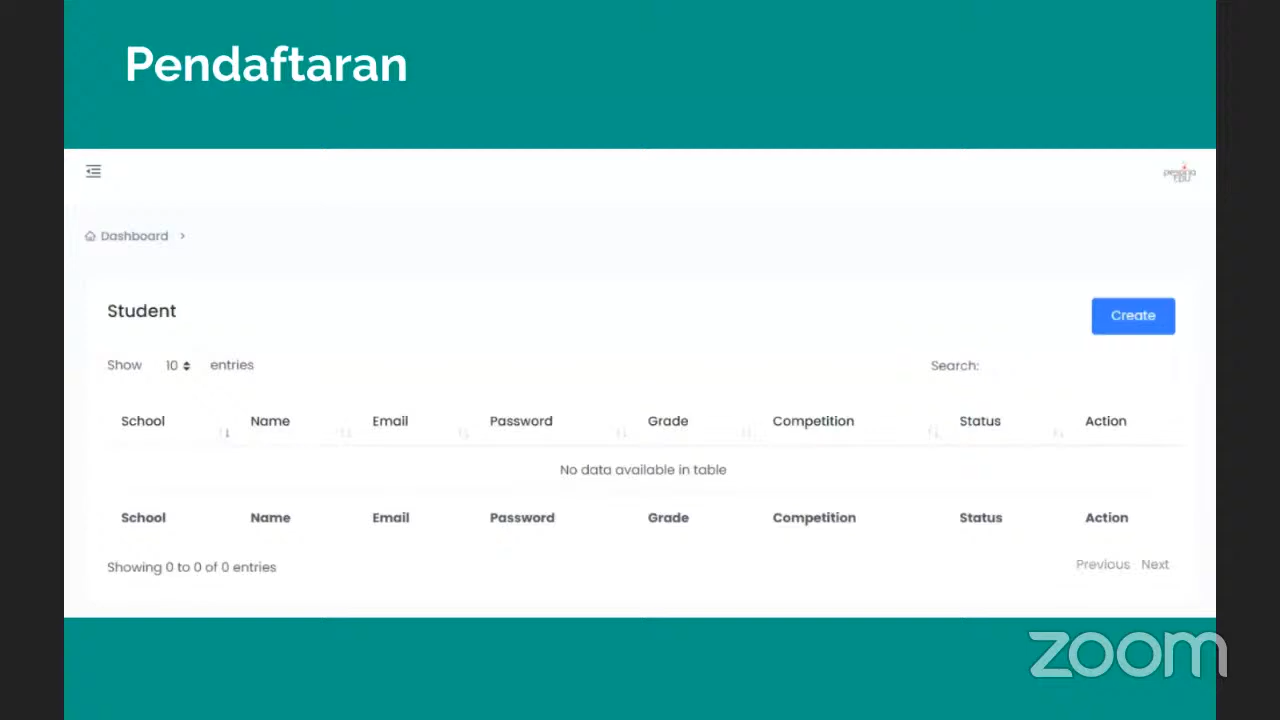 Pendaftaran
Dashboard
Student
Create
Show 10 entries
Search:
School Name Email Password Grade Competition Status Action
No data available in table
School Name Email Password Grade Competition Status Action
Showing 0 to 0 of 0 entries
Previous Next
zoom